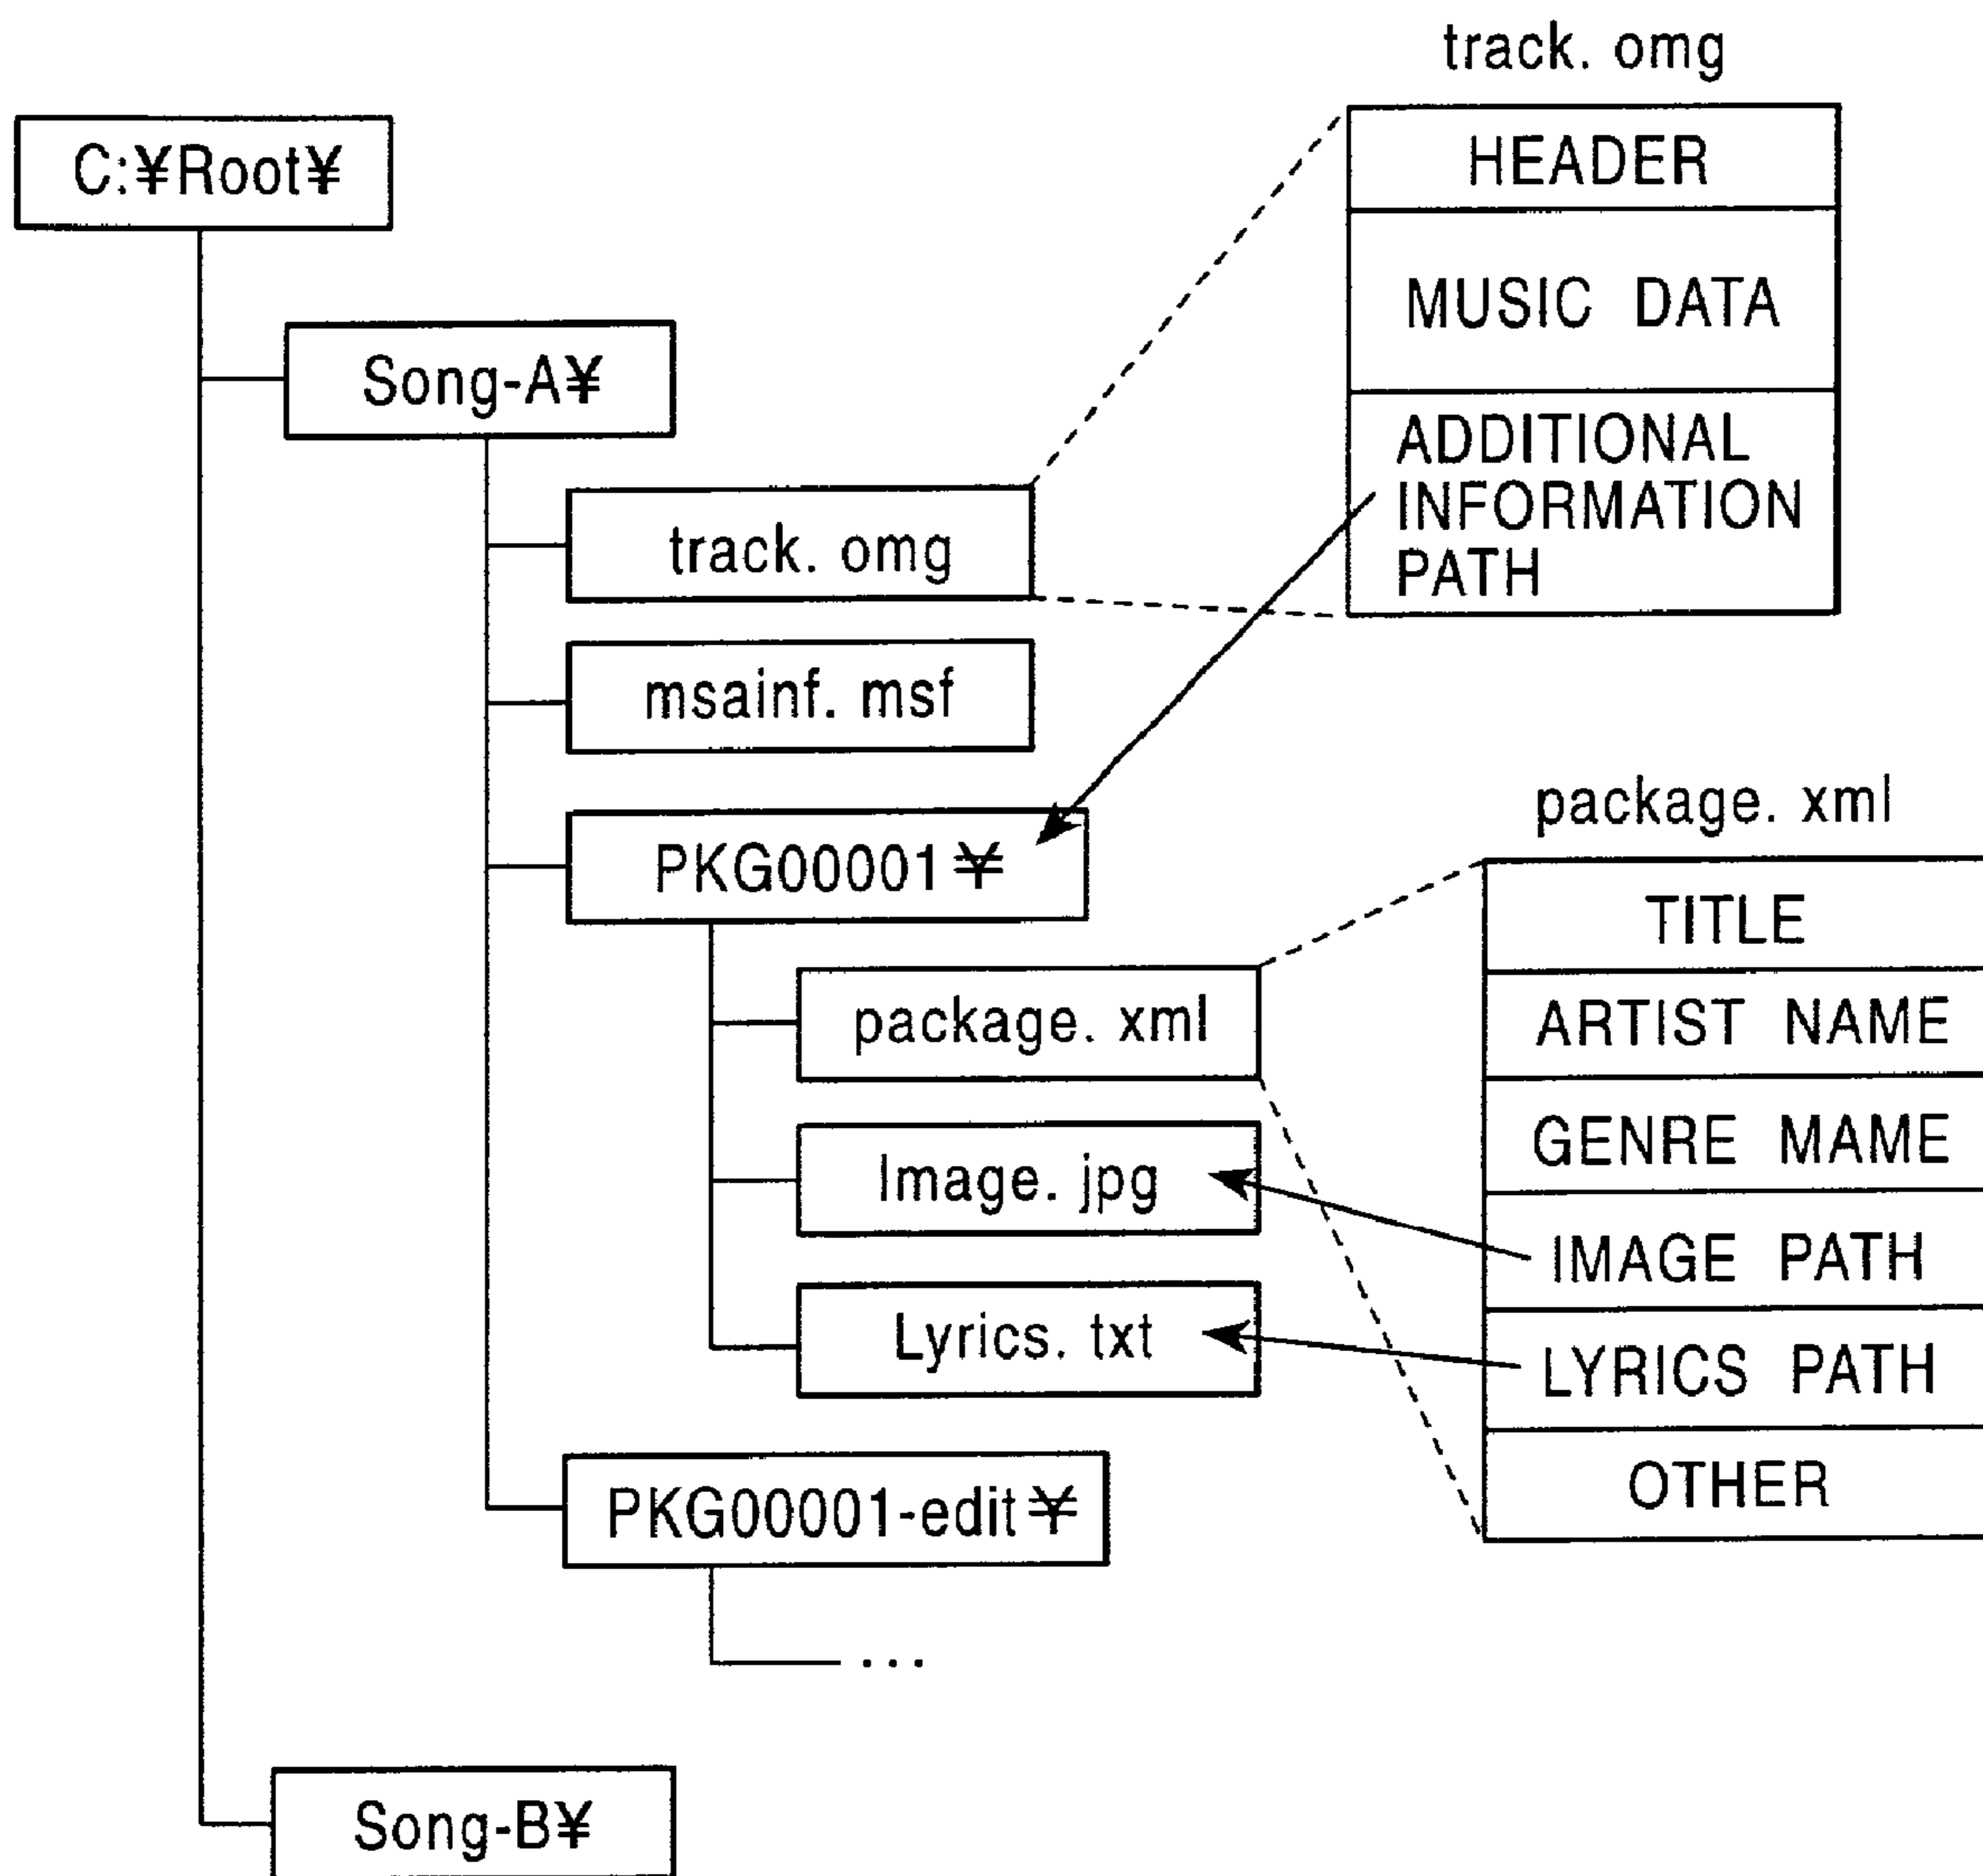 track. omg
C:¥Root¥
HEADER
MUSIC DATA
Song-A¥
ADDITIONAL
INFORMATION
PATH
track. omg
msainf. msf
package. xml
PKG00001¥
TITLE
package. xml
ARTIST NAME
GENRE MAME
Image. jpg
IMAGE PATH
Lyrics. txt
LYRICS PATH
OTHER
PKG00001-edit¥
...
Song-B¥